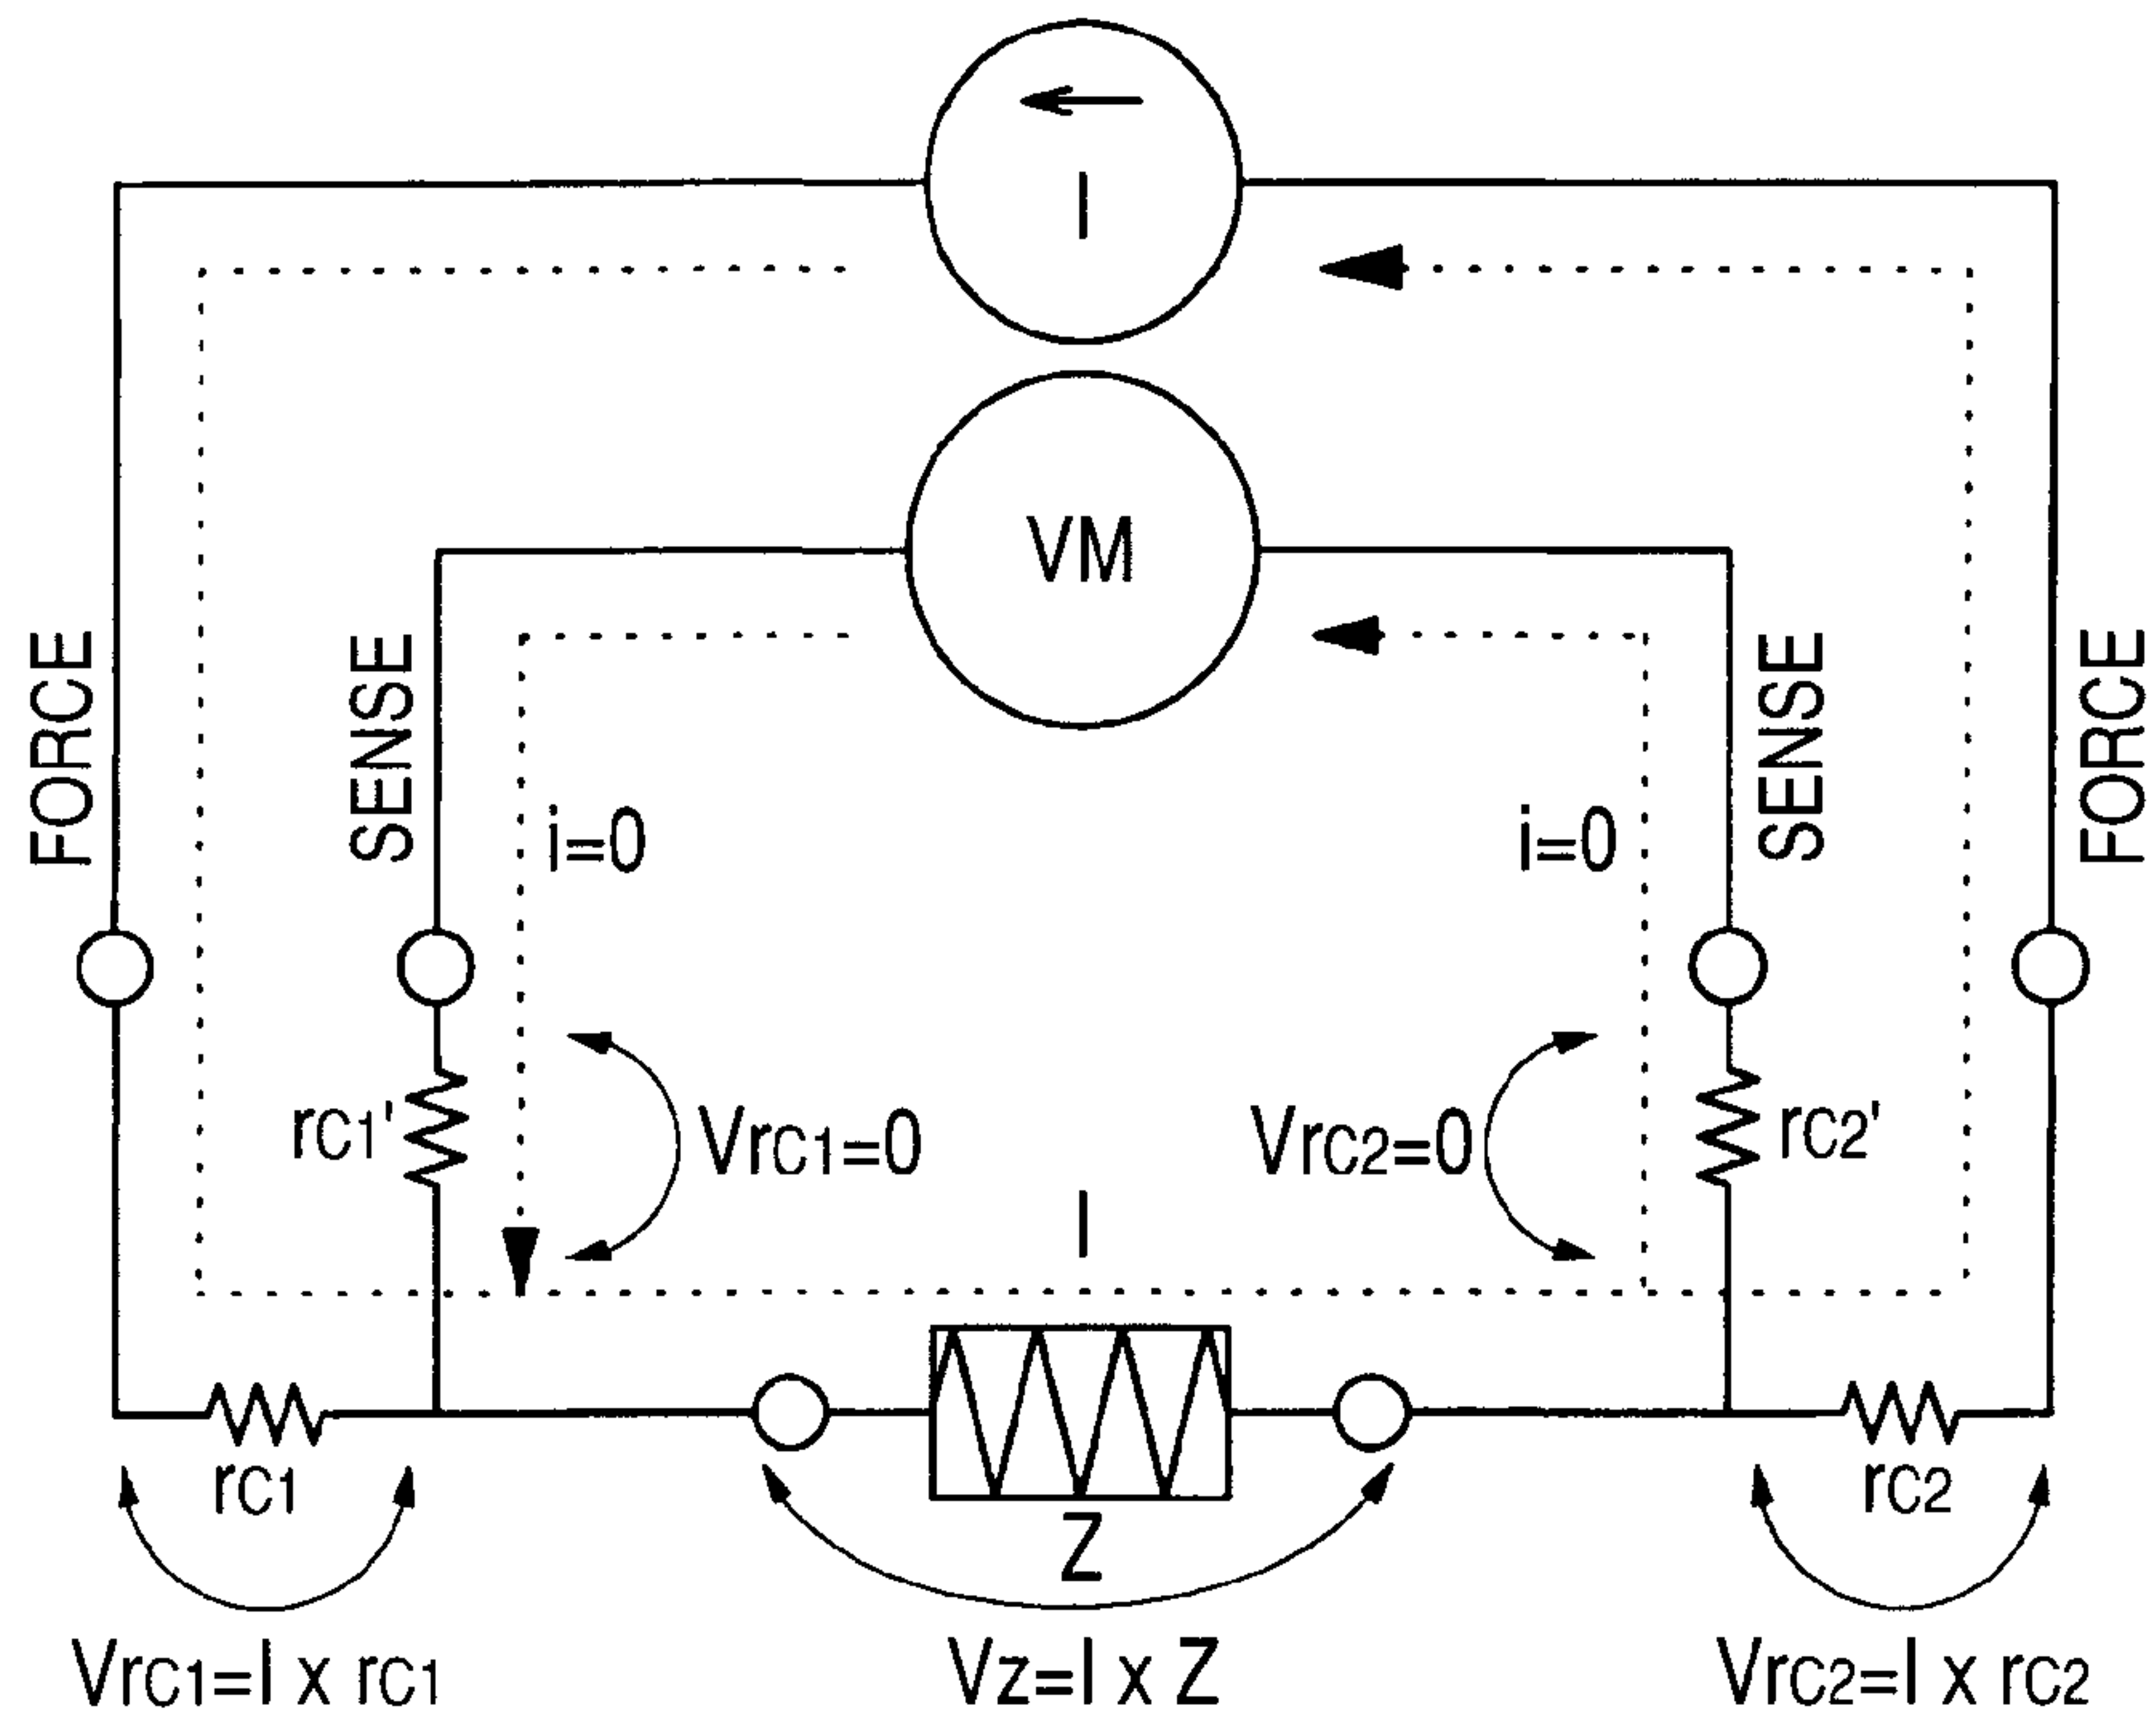 I
VM
FORCE
SENSE
SENSE
FORCE
i=0
i=0
rc1'
Vrc1=0
Vrc2=0
rc2'
I
rc1
Z
rc2
Vrc1=I x rc1
Vz=I x Z
Vrc2=I x rc2